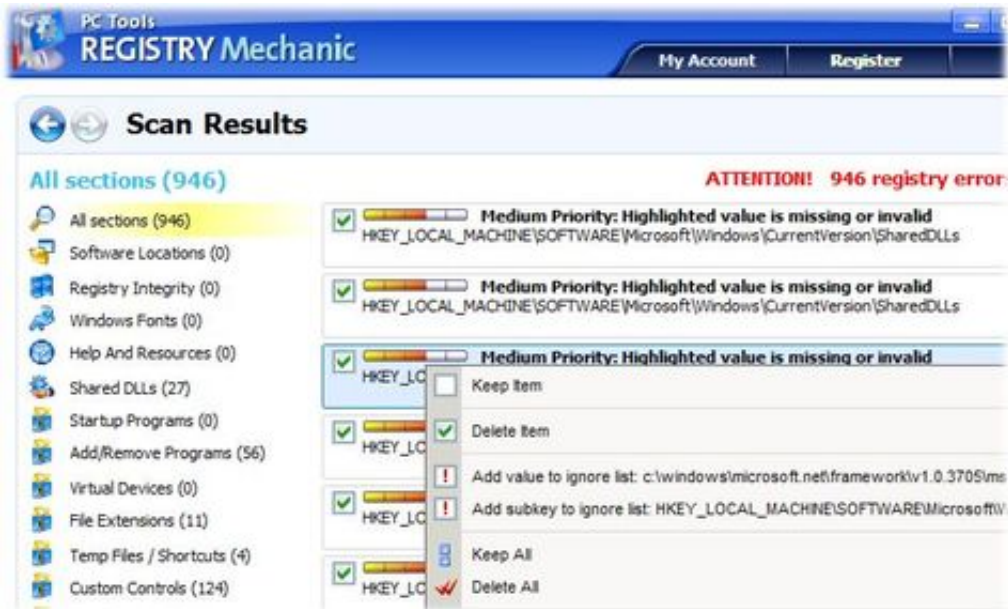 PC Tools
REGISTRY Mechanic
My Account
Register
Scan Results
All sections (946)
ATTENTION! 946 registry error
All sections (946)
Software Locations (0)
Registry Integrity (0)
Windows Fonts (0)
Help And Resources (0)
Shared DLLs (27)
Startup Programs (0)
Add/Remove Programs (56)
Virtual Devices (0)
File Extensions (11)
Temp Files / Shortcuts (4)
Custom Controls (124)
Medium Priority: Highlighted value is missing or invalid
HKEY_LOCAL_MACHINE\SOFTWARE\Microsoft\Windows\CurrentVersion\SharedDLLs
Medium Priority: Highlighted value is missing or invalid
HKEY_LOCAL_MACHINE\SOFTWARE\Microsoft\Windows\CurrentVersion\SharedDLLs
Medium Priority: Highlighted value is missing or invalid
HKEY_LO
HKEY_LO
HKEY_LO
HKEY_LO
Keep Item
Delete Item
Add value to ignore list: c:\windows\microsoft.net\framework\v1.0.3705\ms
Add subkey to ignore list: HKEY_LOCAL_MACHINE\SOFTWARE\Microsoft\
Keep All
Delete All